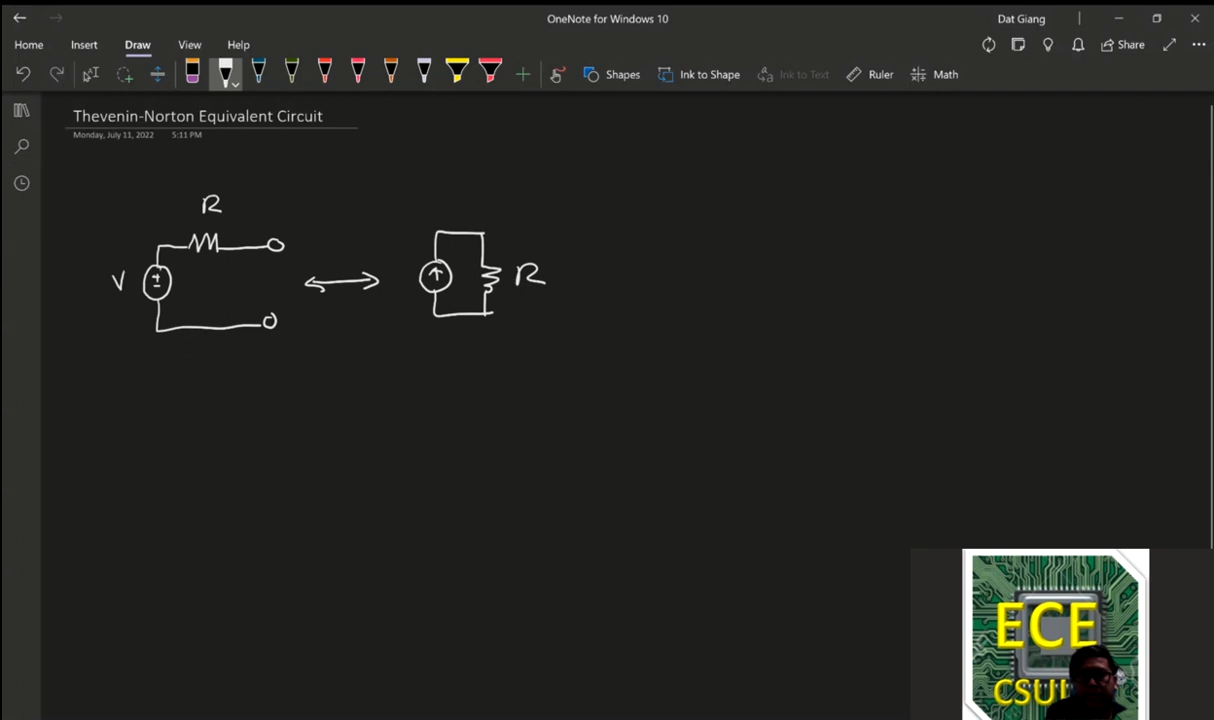 OneNote for Windows 10
Dat Giang
Home Insert Draw View Help
Share
Shapes Ink to Shape Ink to Text Ruler Math
Thevenin-Norton Equivalent Circuit
Monday, July 11, 2022 5:11 PM
R
V
R
ECE